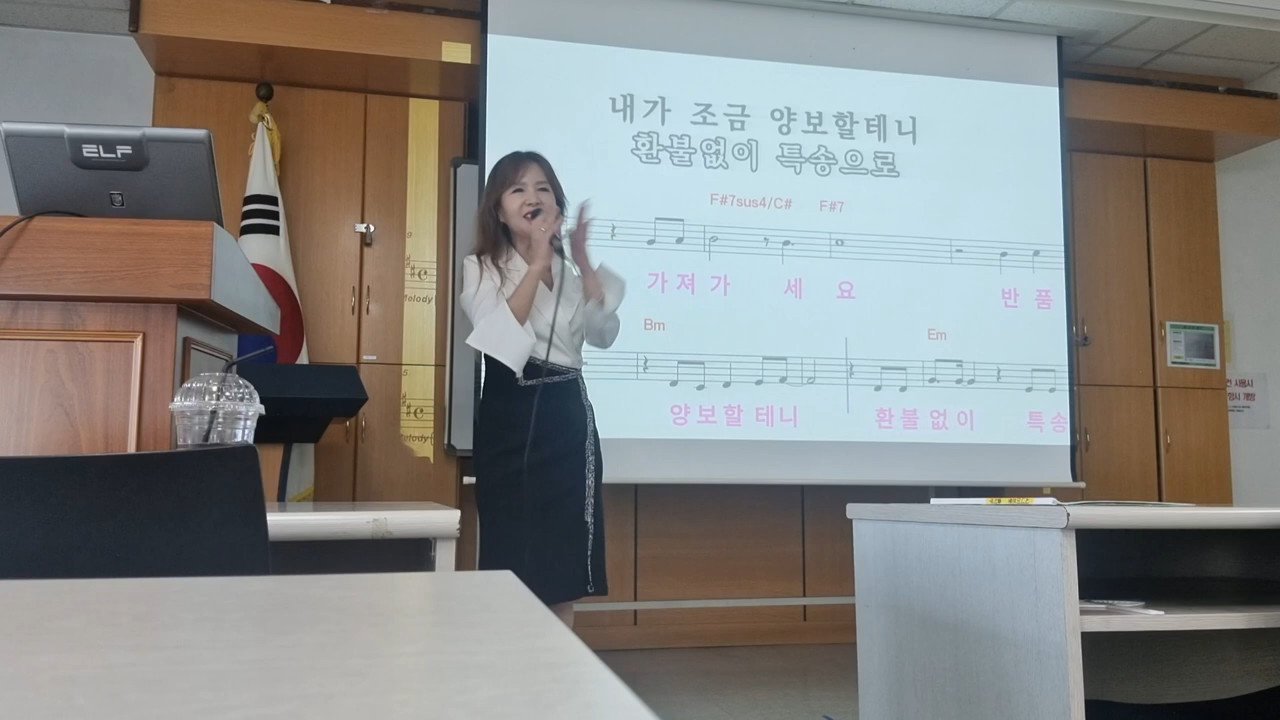 내가 조금 양보할테니
환불없이 특송으로
F#7sus4/C# F#7
가져가 세 요 반 품
Bm Em
양보할 테니 환불없이 특송
ELF
Melody
Melody